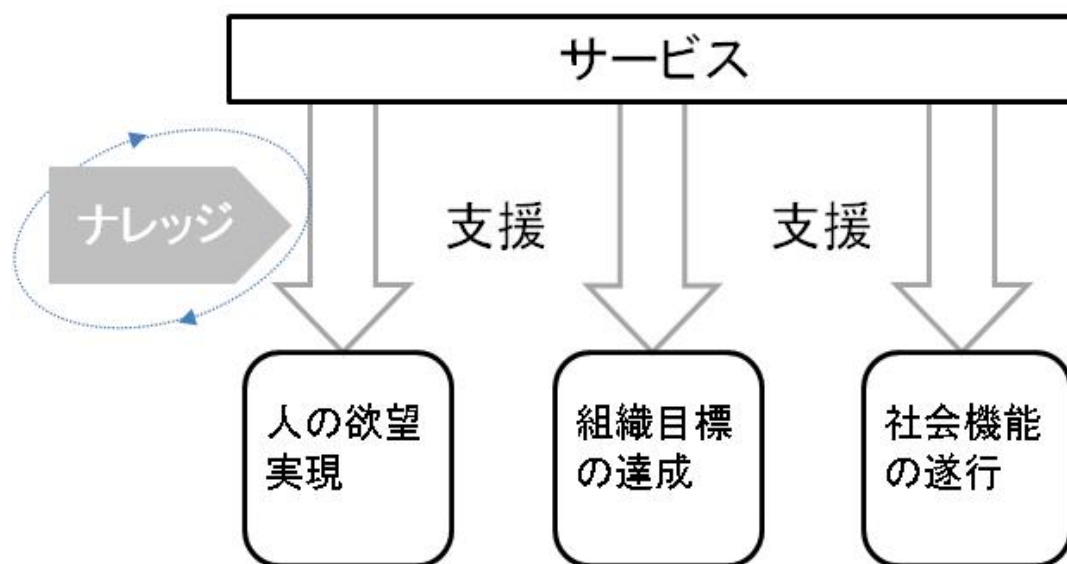 サービス
ナレッジ
支援
支援
人の欲望
実現
組織目標
の達成
社会機能
の遂行